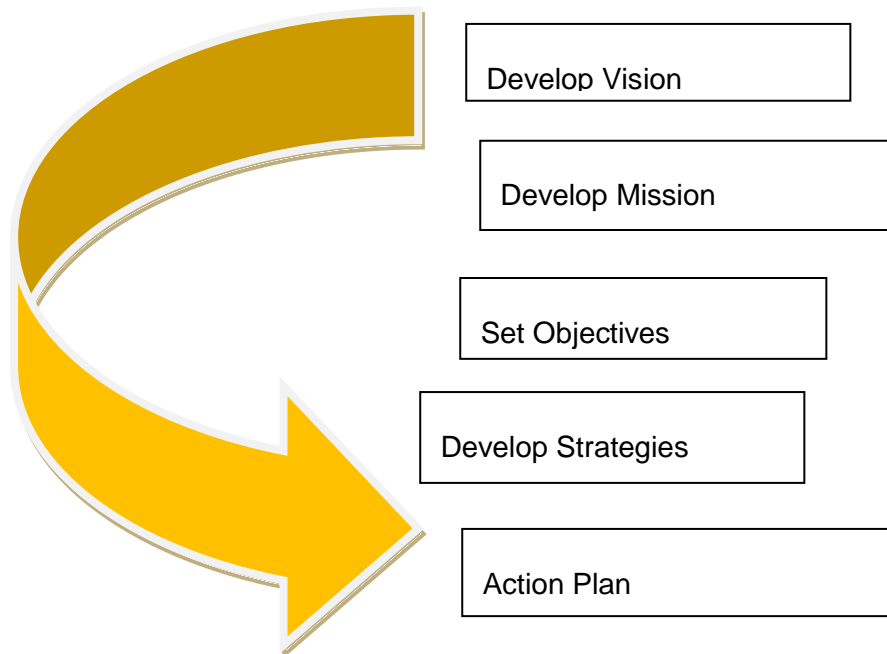 Develop Vision
Develop Mission
Set Objectives
Develop Strategies
Action Plan